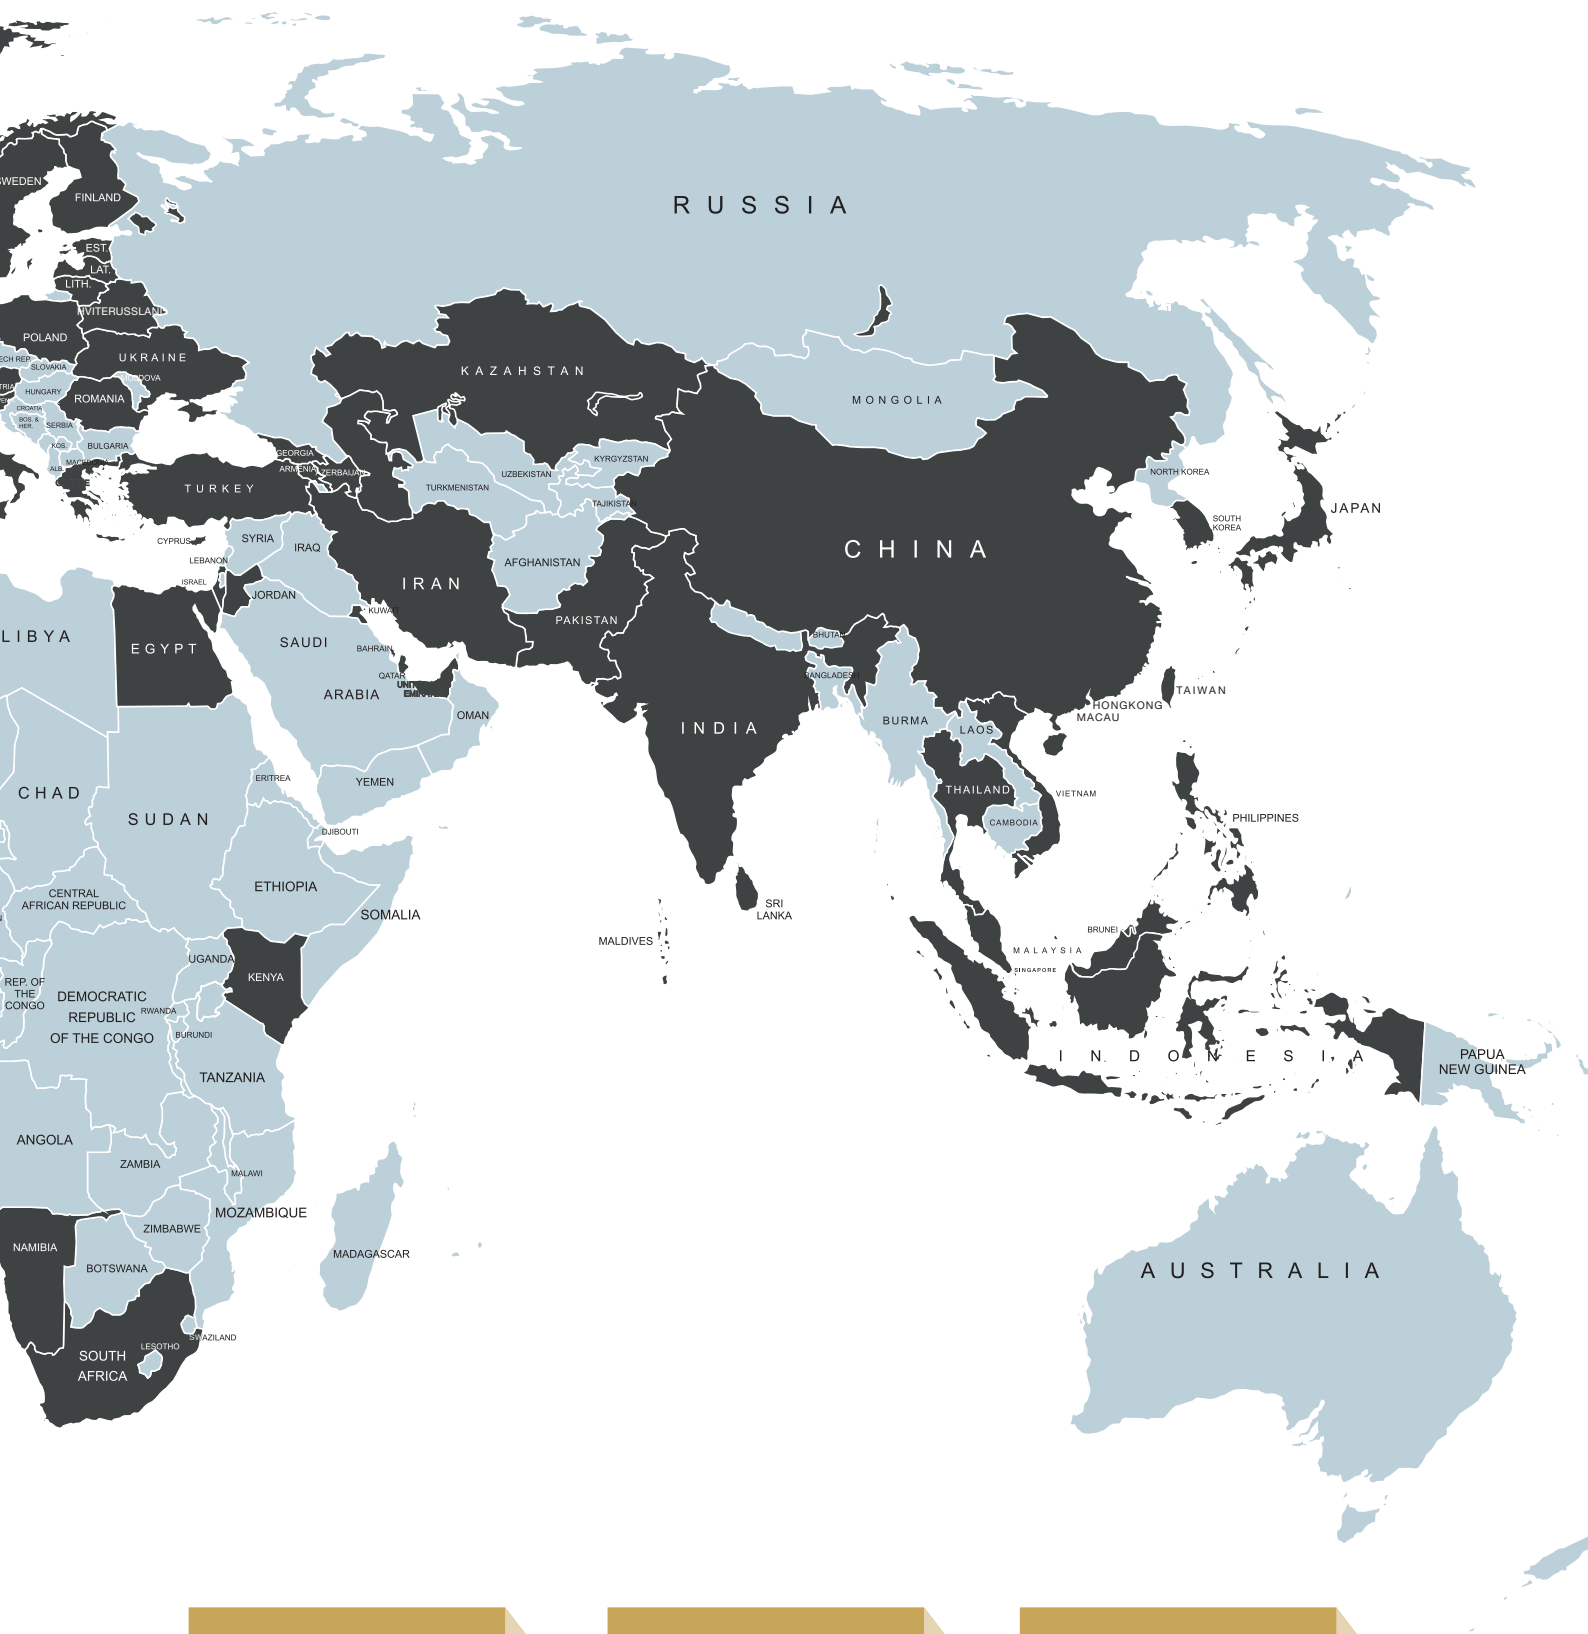 RUSSIA
SWEDEN
FINLAND
EST.
LAT.
LITH.
HVITERUSSLAND
POLAND
UKRAINE
SLOVAKIA
MOLDOVA
HUNGARY
ROMANIA
CROATIA
BOS. &
HER.
SERBIA
KOS.
BULGARIA
ALB.
KAZAHSTAN
MONGOLIA
GEORGIA
ARMENIA
AZERBAIJAN
TURKEY
UZBEKISTAN
KYRGYZSTAN
TURKMENISTAN
TAJIKISTAN
NORTH KOREA
JAPAN
SOUTH
KOREA
CYPRUS
SYRIA
LEBANON
IRAQ
ISRAEL
JORDAN
IRAN
AFGHANISTAN
CHINA
KUWAIT
PAKISTAN
LIBYA
EGYPT
SAUDI
ARABIA
BAHRAIN
QATAR
OMAN
YEMEN
BHUTAN
BANGLADESH
INDIA
BURMA
LAOS
TAIWAN
HONGKONG
MACAU
THAILAND
VIETNAM
CAMBODIA
PHILIPPINES
CHAD
SUDAN
ERITREA
DJIBOUTI
ETHIOPIA
CENTRAL
AFRICAN REPUBLIC
SOMALIA
SRI
LANKA
MALDIVES
BRUNEI
MALAYSIA
SINGAPORE
INDONESIA
PAPUA
NEW GUINEA
UGANDA
KENYA
REP. OF
THE
CONGO
DEMOCRATIC
REPUBLIC
OF THE CONGO
RWANDA
BURUNDI
TANZANIA
ANGOLA
ZAMBIA
MALAWI
MOZAMBIQUE
ZIMBABWE
NAMIBIA
BOTSWANA
MADAGASCAR
AUSTRALIA
SWAZILAND
LESOTHO
SOUTH
AFRICA